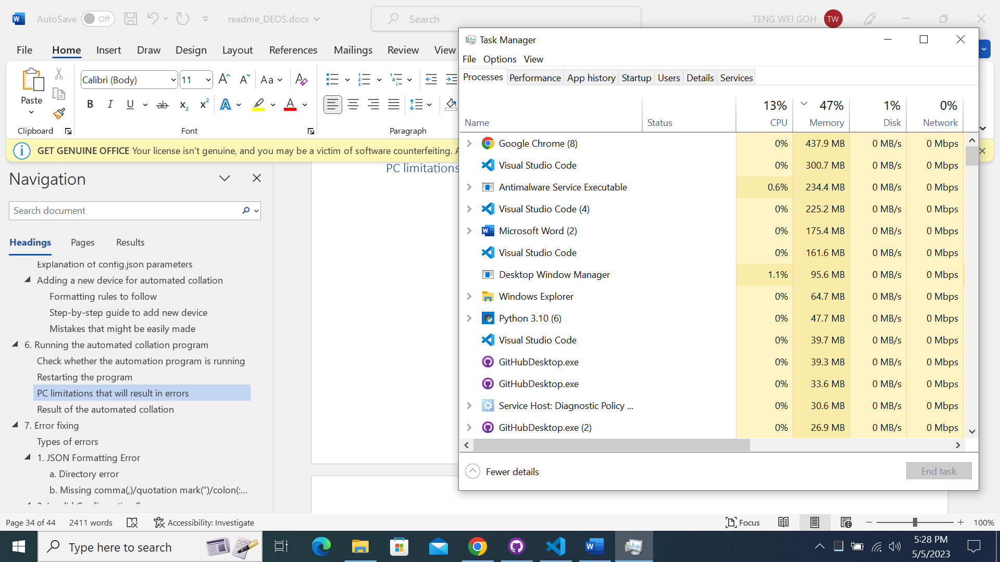 AutoSave Off readme_DEOS.docx Search TENG WEI GOH TW
File Home Insert Draw Design Layout References Mailings Review View
Paste
Calibri (Body) 11 Aa
B I U ab x2 x2 A A
Clipboard Font Paragraph
GET GENUINE OFFICE Your license isn't genuine, and you may be a victim of software counterfeiting. A
Navigation
Search document
Headings Pages Results
Explanation of config.json parameters
Adding a new device for automated collation
Formatting rules to follow
Step-by-step guide to add new device
Mistakes that might be easily made
6. Running the automated collation program
Check whether the automation program is running
Restarting the program
PC limitations that will result in errors
Result of the automated collation
7. Error fixing
Types of errors
1. JSON Formatting Error
a. Directory error
b. Missing comma(,)/quotation mark(“)/colon(:...
PC limitations
Task Manager
File Options View
Processes Performance App history Startup Users Details Services
13% 47% 1% 0%
Name Status CPU Memory Disk Network
Google Chrome (8) 0% 437.9 MB 0 MB/s 0 Mbps
Visual Studio Code 0% 300.7 MB 0 MB/s 0 Mbps
Antimalware Service Executable 0.6% 234.4 MB 0 MB/s 0 Mbps
Visual Studio Code (4) 0% 225.2 MB 0 MB/s 0 Mbps
Microsoft Word (2) 0% 175.4 MB 0 MB/s 0 Mbps
Visual Studio Code 0% 161.6 MB 0 MB/s 0 Mbps
Desktop Window Manager 1.1% 95.6 MB 0 MB/s 0 Mbps
Windows Explorer 0% 64.7 MB 0 MB/s 0 Mbps
Python 3.10 (6) 0% 47.7 MB 0 MB/s 0 Mbps
Visual Studio Code 0% 39.7 MB 0 MB/s 0 Mbps
GitHubDesktop.exe 0% 39.3 MB 0 MB/s 0 Mbps
GitHubDesktop.exe 0% 33.6 MB 0 MB/s 0 Mbps
Service Host: Diagnostic Policy ... 0% 30.6 MB 0 MB/s 0 Mbps
GitHubDesktop.exe (2) 0% 26.9 MB 0 MB/s 0 Mbps
Fewer details End task
Page 34 of 44 2411 words Accessibility: Investigate Focus 100%
Type here to search
5:28 PM
5/5/2023